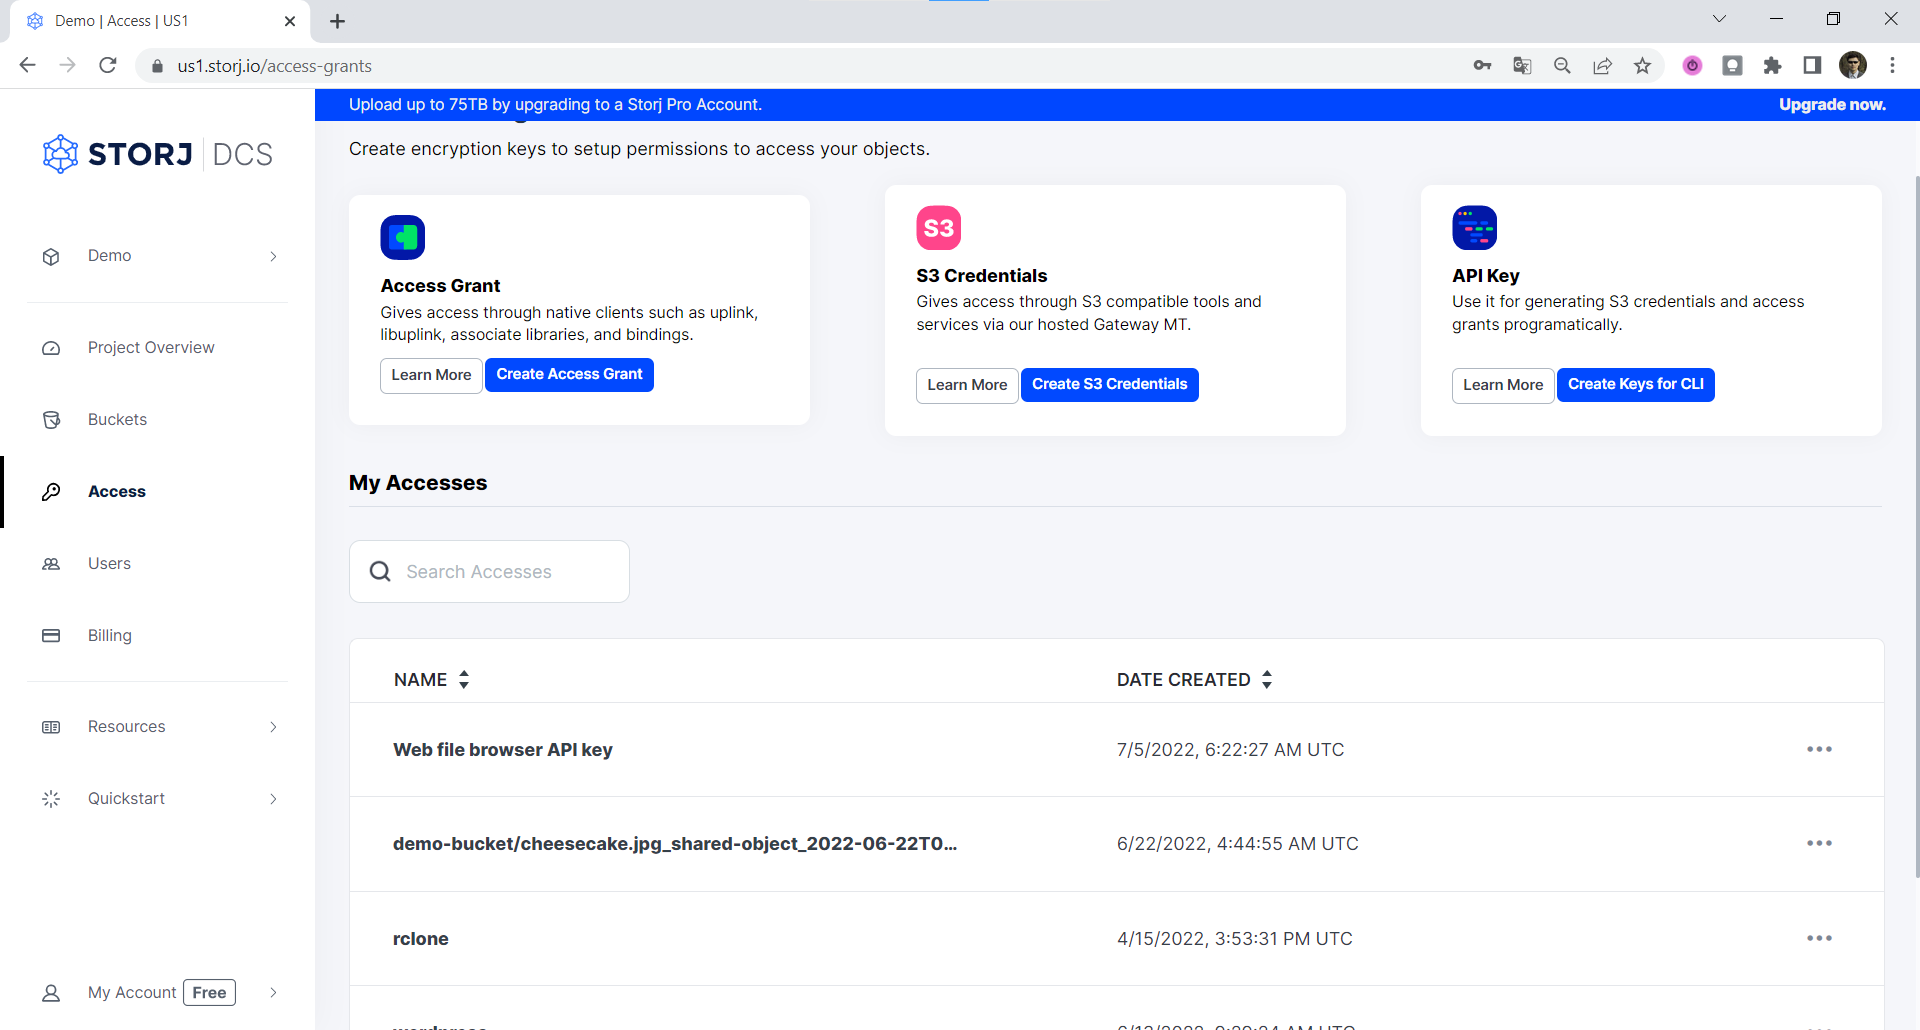 Demo | Access | US1
us1.storj.io/access-grants
Upload up to 75TB by upgrading to a Storj Pro Account.
Upgrade now.
STORJ DCS
Demo
Project Overview
Buckets
Access
Users
Billing
Resources
Quickstart
My Account Free
Create encryption keys to setup permissions to access your objects.
Access Grant
Gives access through native clients such as uplink,
libuplink, associate libraries, and bindings.
Learn More Create Access Grant
S3
S3 Credentials
Gives access through S3 compatible tools and
services via our hosted Gateway MT.
Learn More Create S3 Credentials
API Key
Use it for generating S3 credentials and access
grants programatically.
Learn More Create Keys for CLI
My Accesses
Search Accesses
NAME DATE CREATED
Web file browser API key 7/5/2022, 6:22:27 AM UTC
demo-bucket/cheesecake.jpg_shared-object_2022-06-22T0... 6/22/2022, 4:44:55 AM UTC
rclone 4/15/2022, 3:53:31 PM UTC